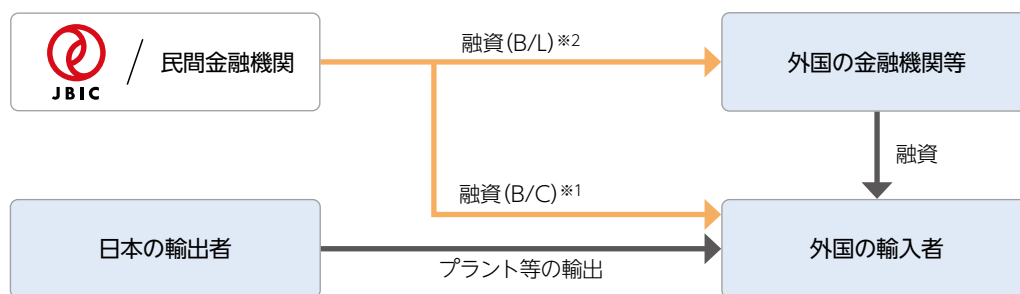 JBIC
/ 民間金融機関
融資(B/L)※2
外国の金融機関等
融資
融資(B/C)※1
日本の輸出者
プラント等の輸出
外国の輸入者